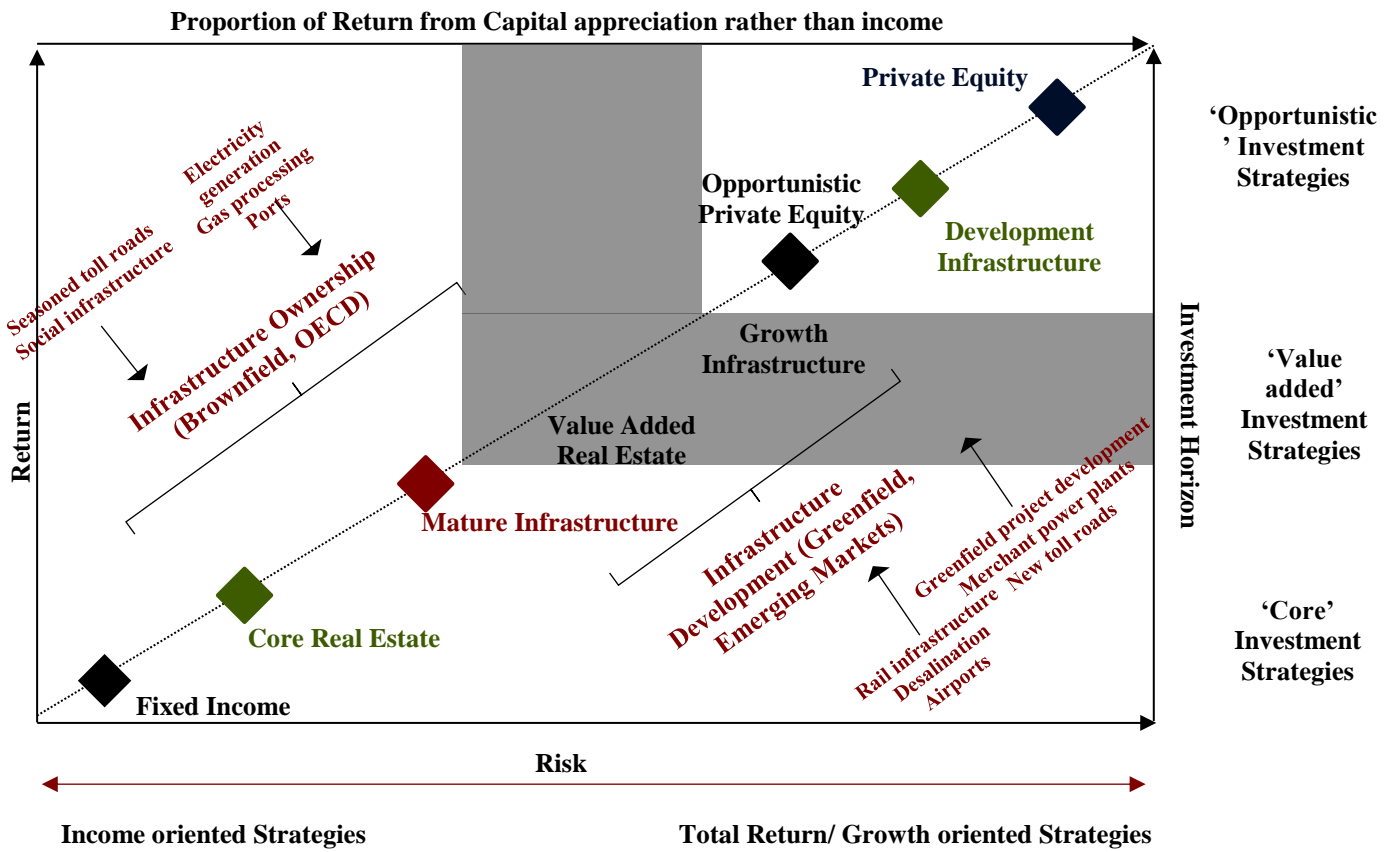 Proportion of Return from Capital appreciation rather than income
Private Equity
‘Opportunistic
’ Investment
Strategies
Electricity
generation
Gas processing
Ports
Opportunistic
Private Equity
Seasoned toll roads
Social infrastructure
Development
Infrastructure
Infrastructure Ownership
(Brownfield, OECD)
Growth
Infrastructure
Return
Investment Horizon
‘Value
added’
Investment
Strategies
Value Added
Real Estate
Mature Infrastructure
Infrastructure
Development (Greenfield,
Emerging Markets)
Greenfield project development
Merchant power plants
New toll roads
Rail infrastructure
Desalination
Airports
‘Core’
Investment
Strategies
Core Real Estate
Fixed Income
Risk
Income oriented Strategies
Total Return/ Growth oriented Strategies